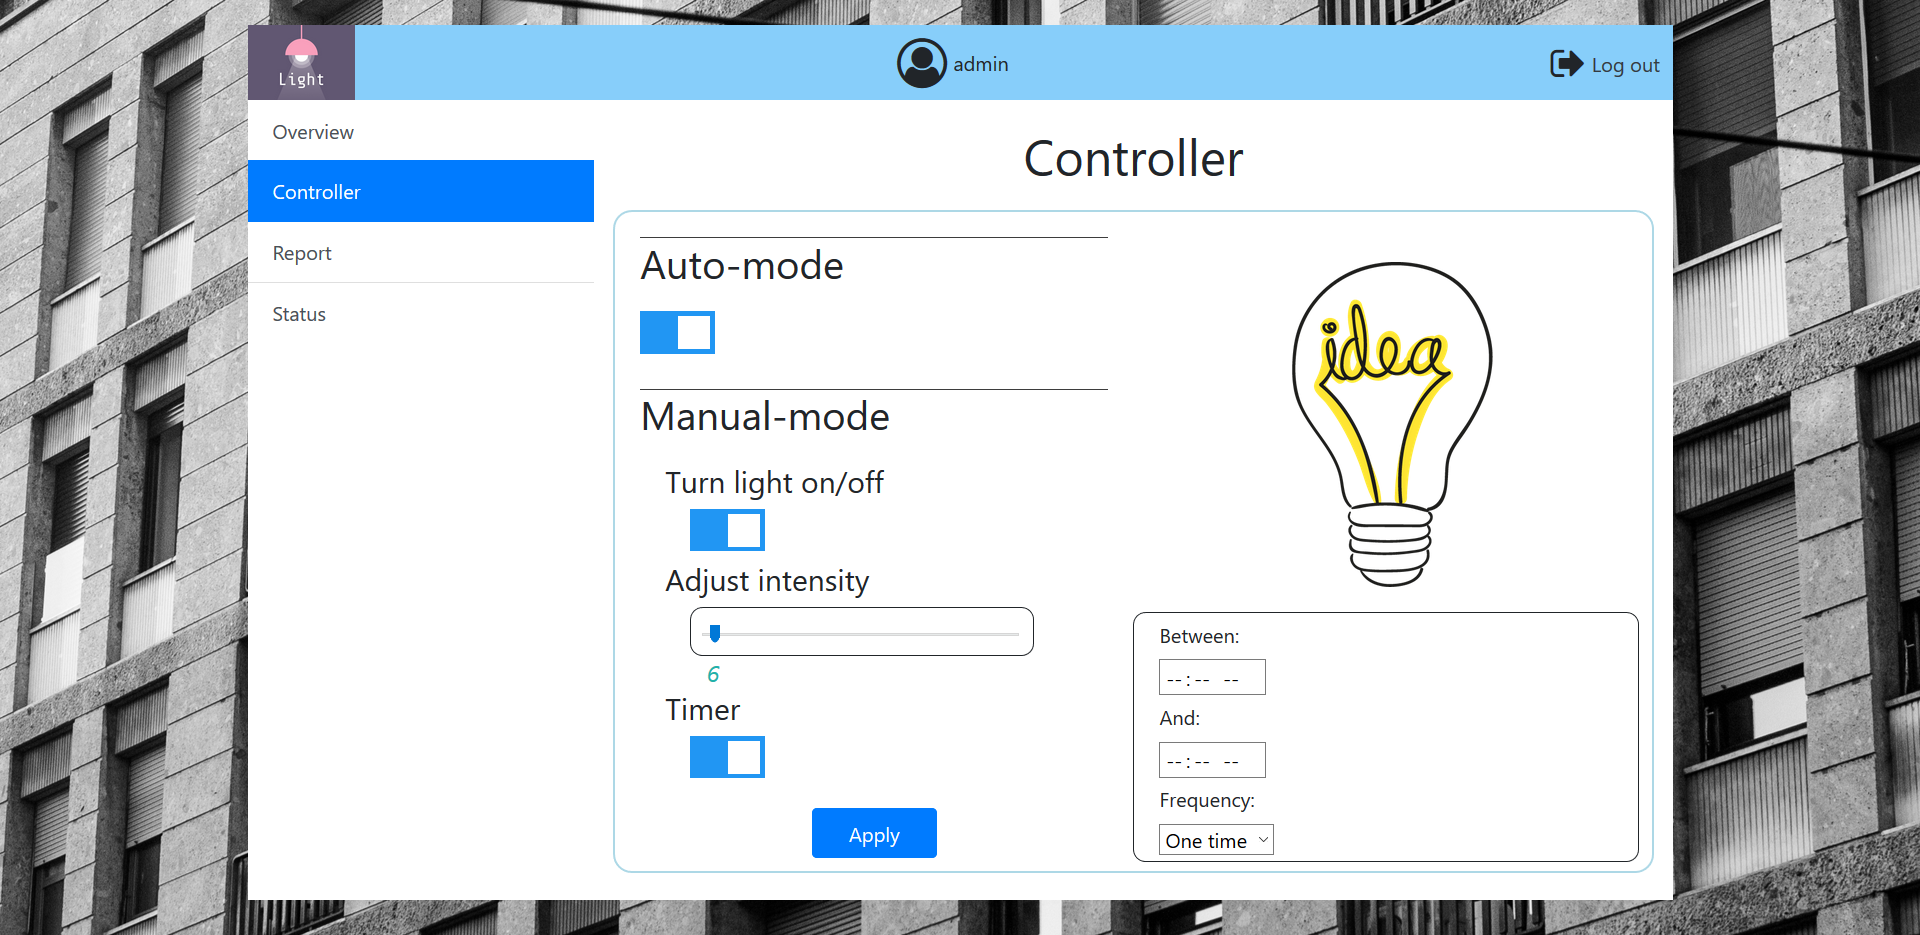 Light
admin
Log out
Overview
Controller
Report
Status
Controller
Auto-mode
Manual-mode
Turn light on/off
Adjust intensity
6
Timer
Apply
idea
Between:
--:-- --
And:
--:-- --
Frequency:
One time